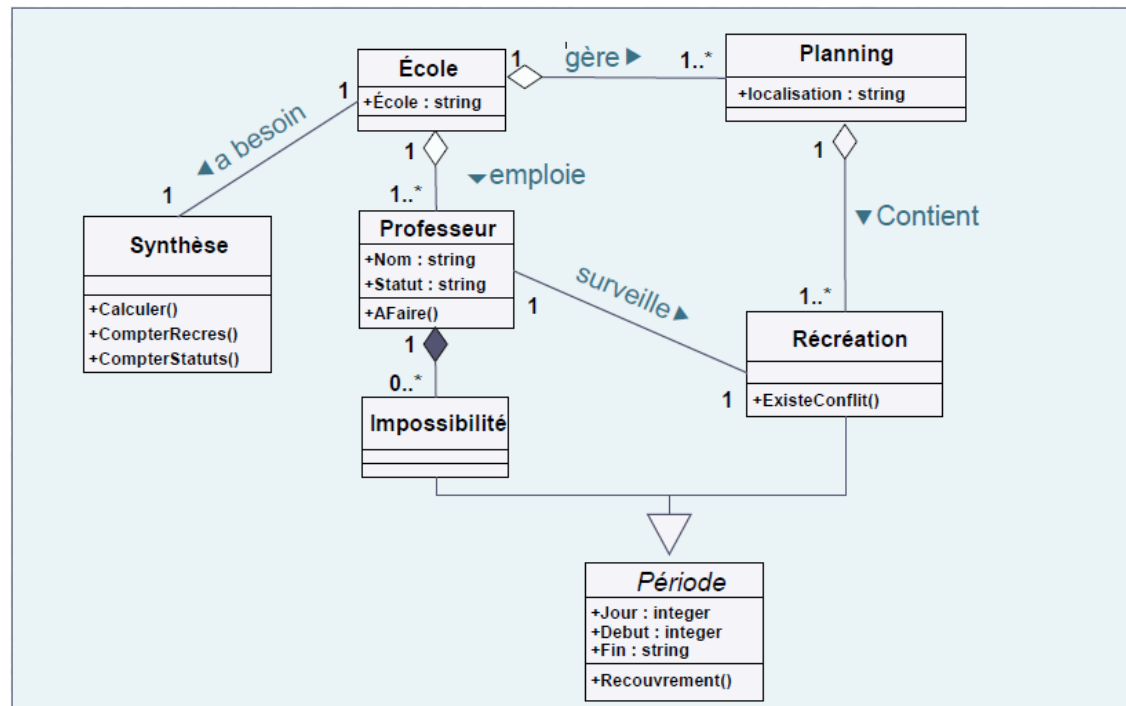 École
+École : string
1
gère ►
1..*
Planning
+localisation : string
1
◄ a besoin
1
1
▼emploie
1..*
1
▼ Contient
1..*
Synthèse
+Calculer()
+CompterRecres()
+CompterStatuts()
Professeur
+Nom : string
+Statut : string
+AFaire()
1
surveille►
1
1
0..*
Récréation
+ExisteConflit()
Impossibilité
Période
+Jour : integer
+Debut : integer
+Fin : string
+Recouvrement()